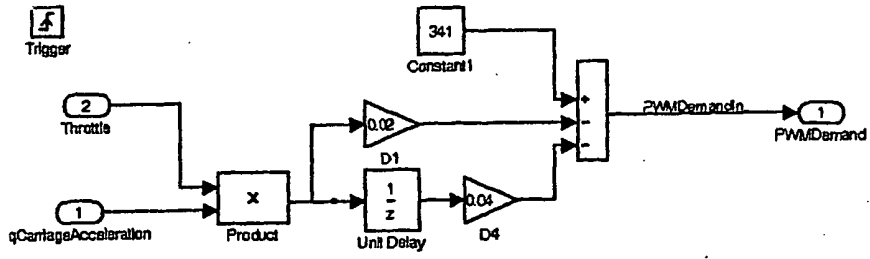 Trigger
341
Constant1
2
Throttle
0.02
D1
+
-
-
PWMDemandIn
1
PWMDemand
1
qCarriageAcceleration
X
Product
1
z
Unit Delay
0.04
D4